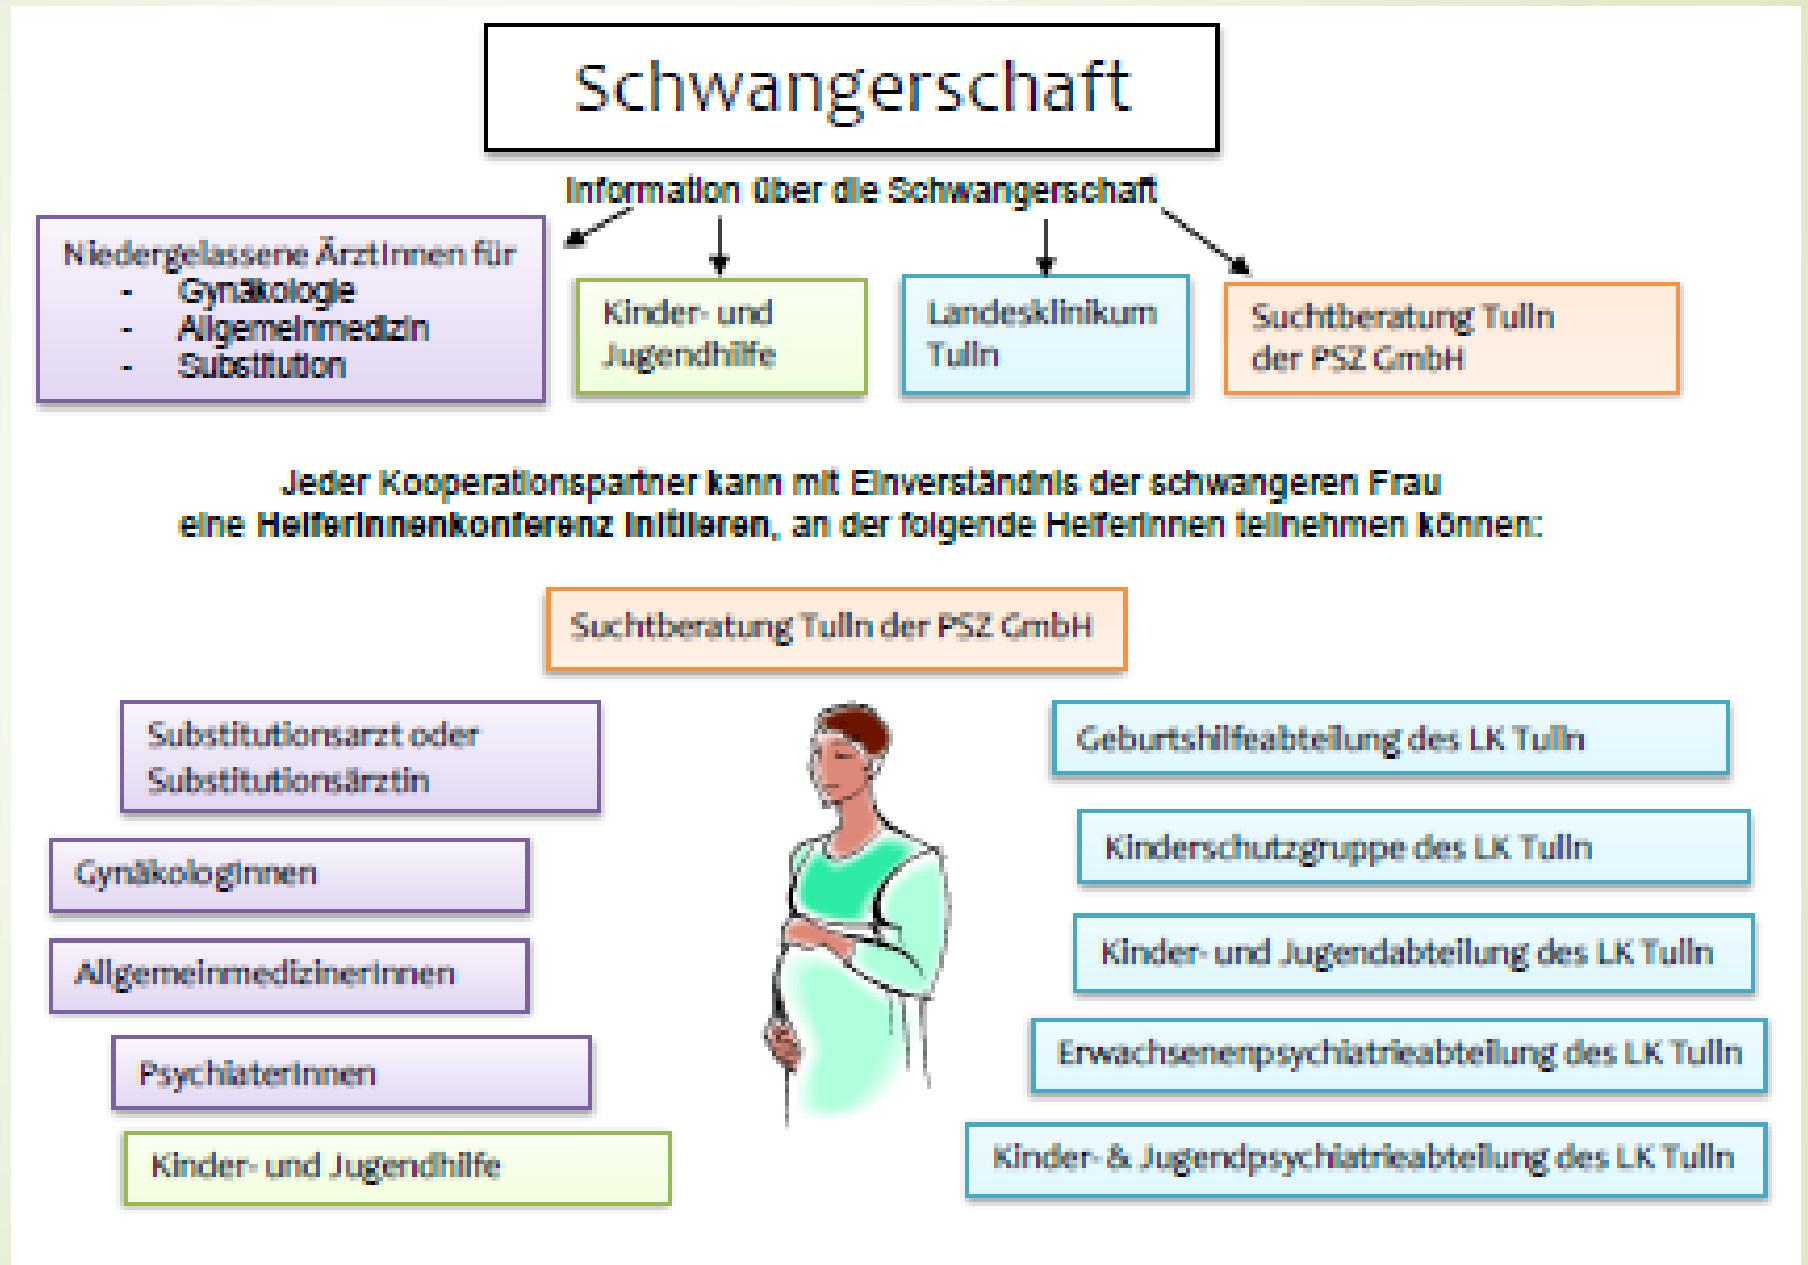 Schwangerschaft
Information über die Schwangerschaft
Niedergelassene ÄrztInnen für
- Gynäkologie
- Allgemeinmedizin
- Substitution
Kinder- und
Jugendhilfe
Landesklinikum
Tulln
Suchtberatung Tulln
der PSZ GmbH
Jeder Kooperationspartner kann mit Einverständnis der schwangeren Frau
eine HelferInnenkonferenz initiieren, an der folgende HelferInnen teilnehmen können:
Suchtberatung Tulln der PSZ GmbH
Substitutionsarzt oder
Substitutionsärztin
GynäkologInnen
AllgemeinmedizinerInnen
PsychiaterInnen
Kinder- und Jugendhilfe
Geburtshilfeabteilung des LK Tulln
Kinderschutzgruppe des LK Tulln
Kinder- und Jugendabteilung des LK Tulln
Erwachsenenpsychiatrieabteilung des LK Tulln
Kinder- & Jugendpsychiatrieabteilung des LK Tulln